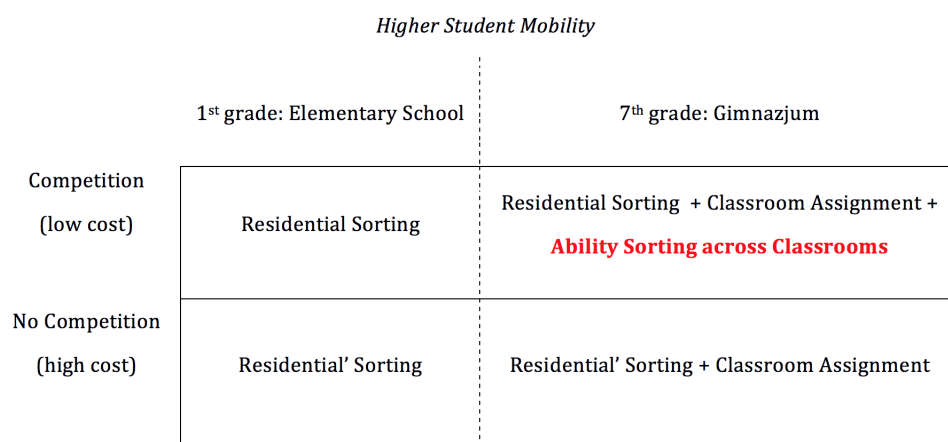 Higher Student Mobility
1st grade: Elementary School
7th grade: Gimnazjum
Competition
(low cost)
Residential Sorting
Residential Sorting + Classroom Assignment +
Ability Sorting across Classrooms
No Competition
(high cost)
Residential’ Sorting
Residential’ Sorting + Classroom Assignment